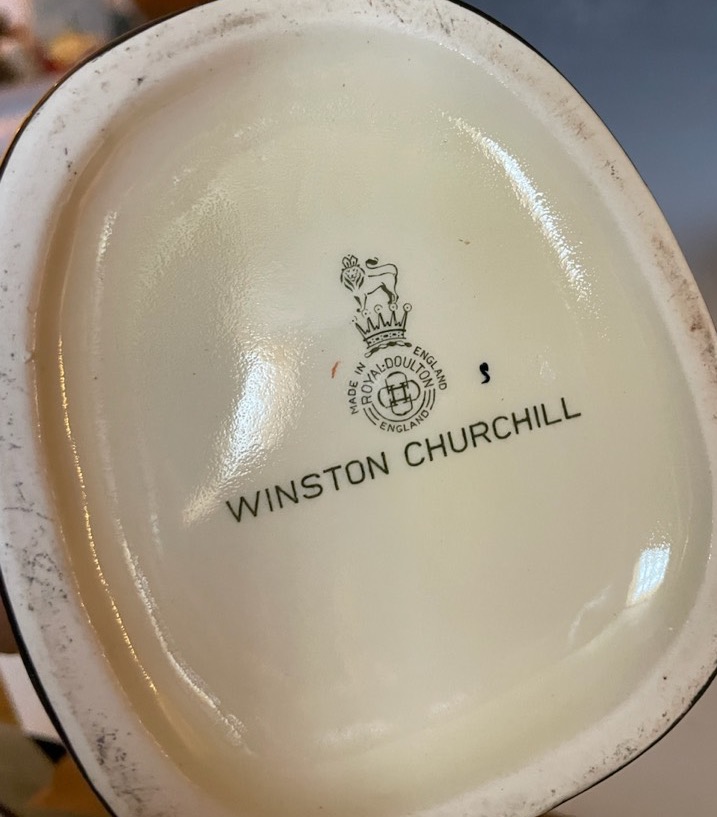 MADE IN ENGLAND
ROYAL·DOULTON
ENGLAND
S
WINSTON CHURCHILL